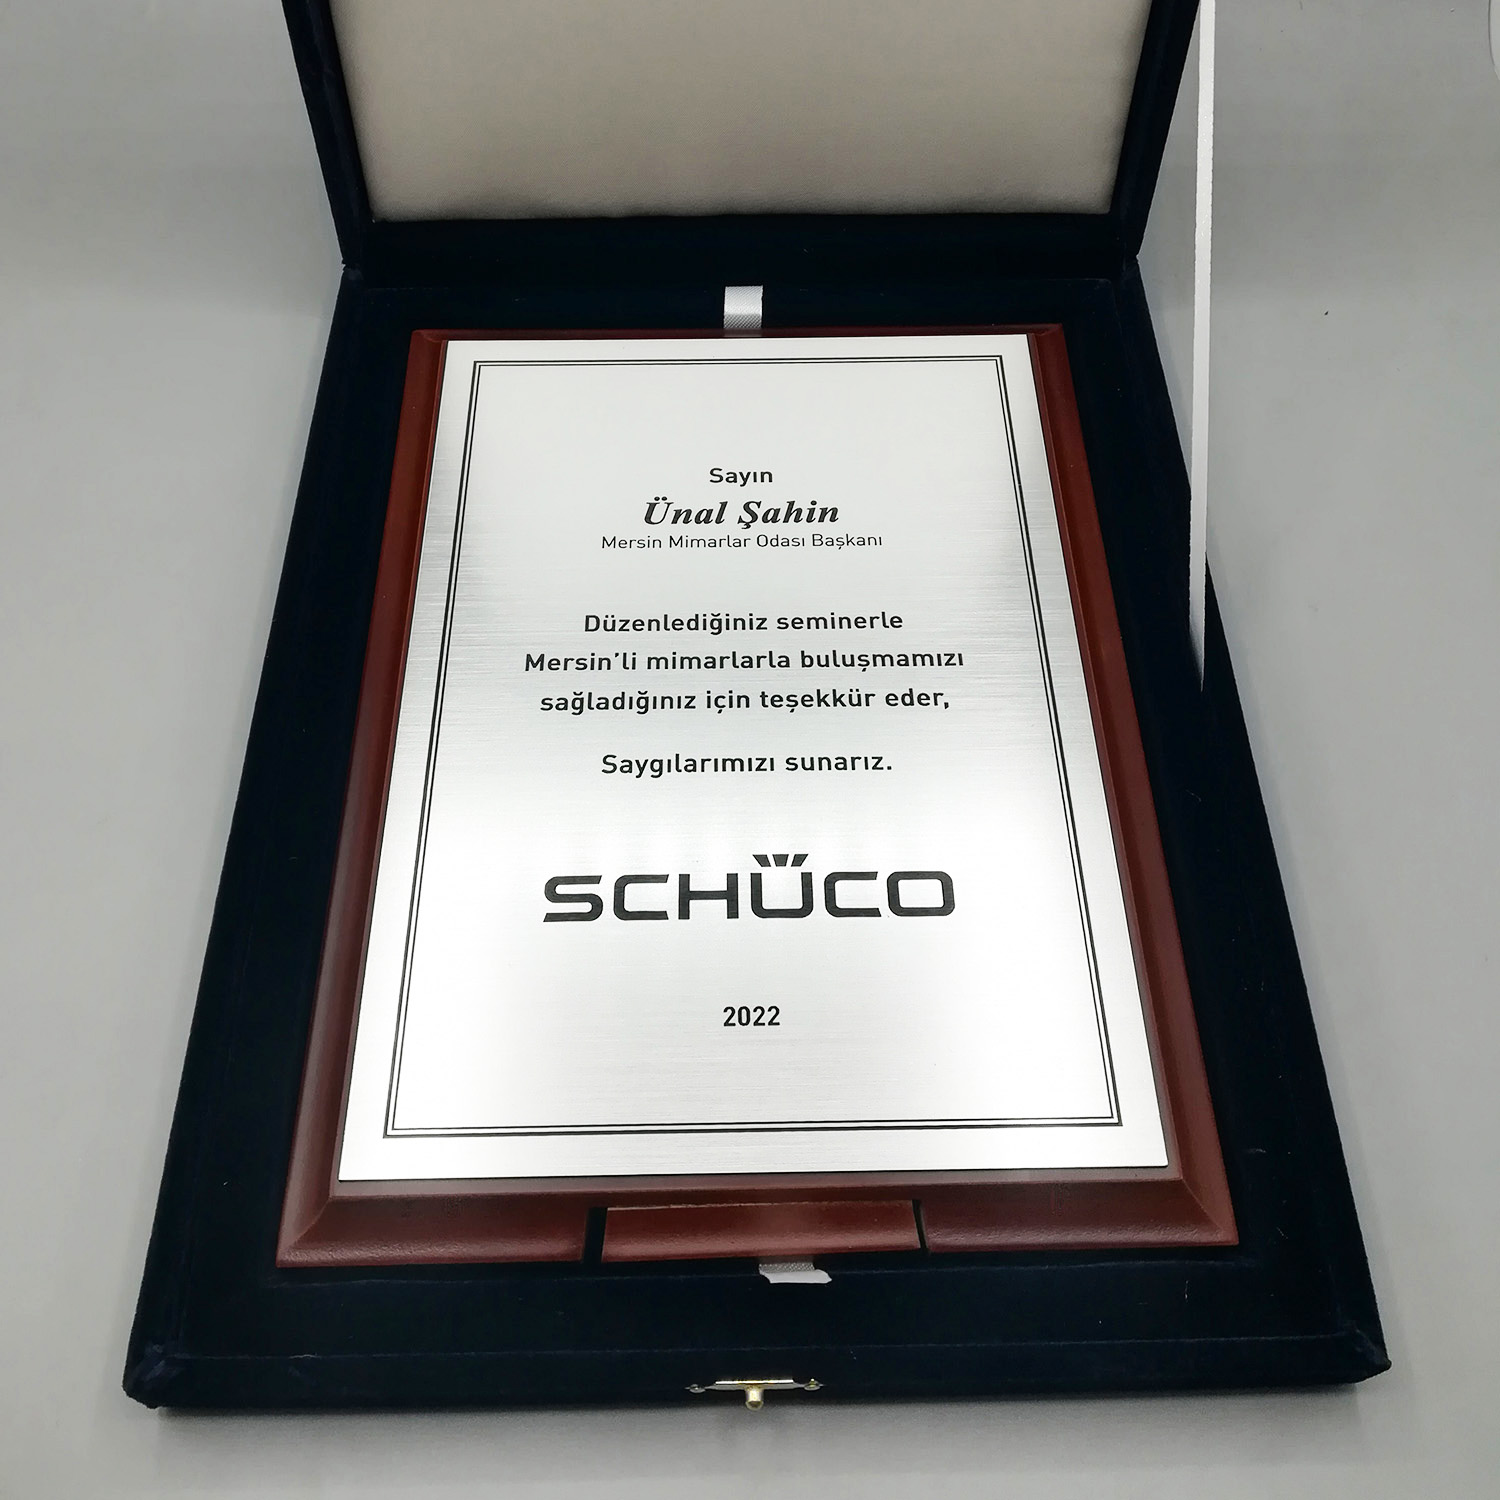 Sayın
Ünal Şahin
Mersin Mimarlar Odası Başkanı
Düzenlediğiniz seminerle
Mersin'li mimarlarla buluşmamızı
sağladığınız için teşekkür eder,
Saygılarımızı sunarız.
SCHÜCO
2022